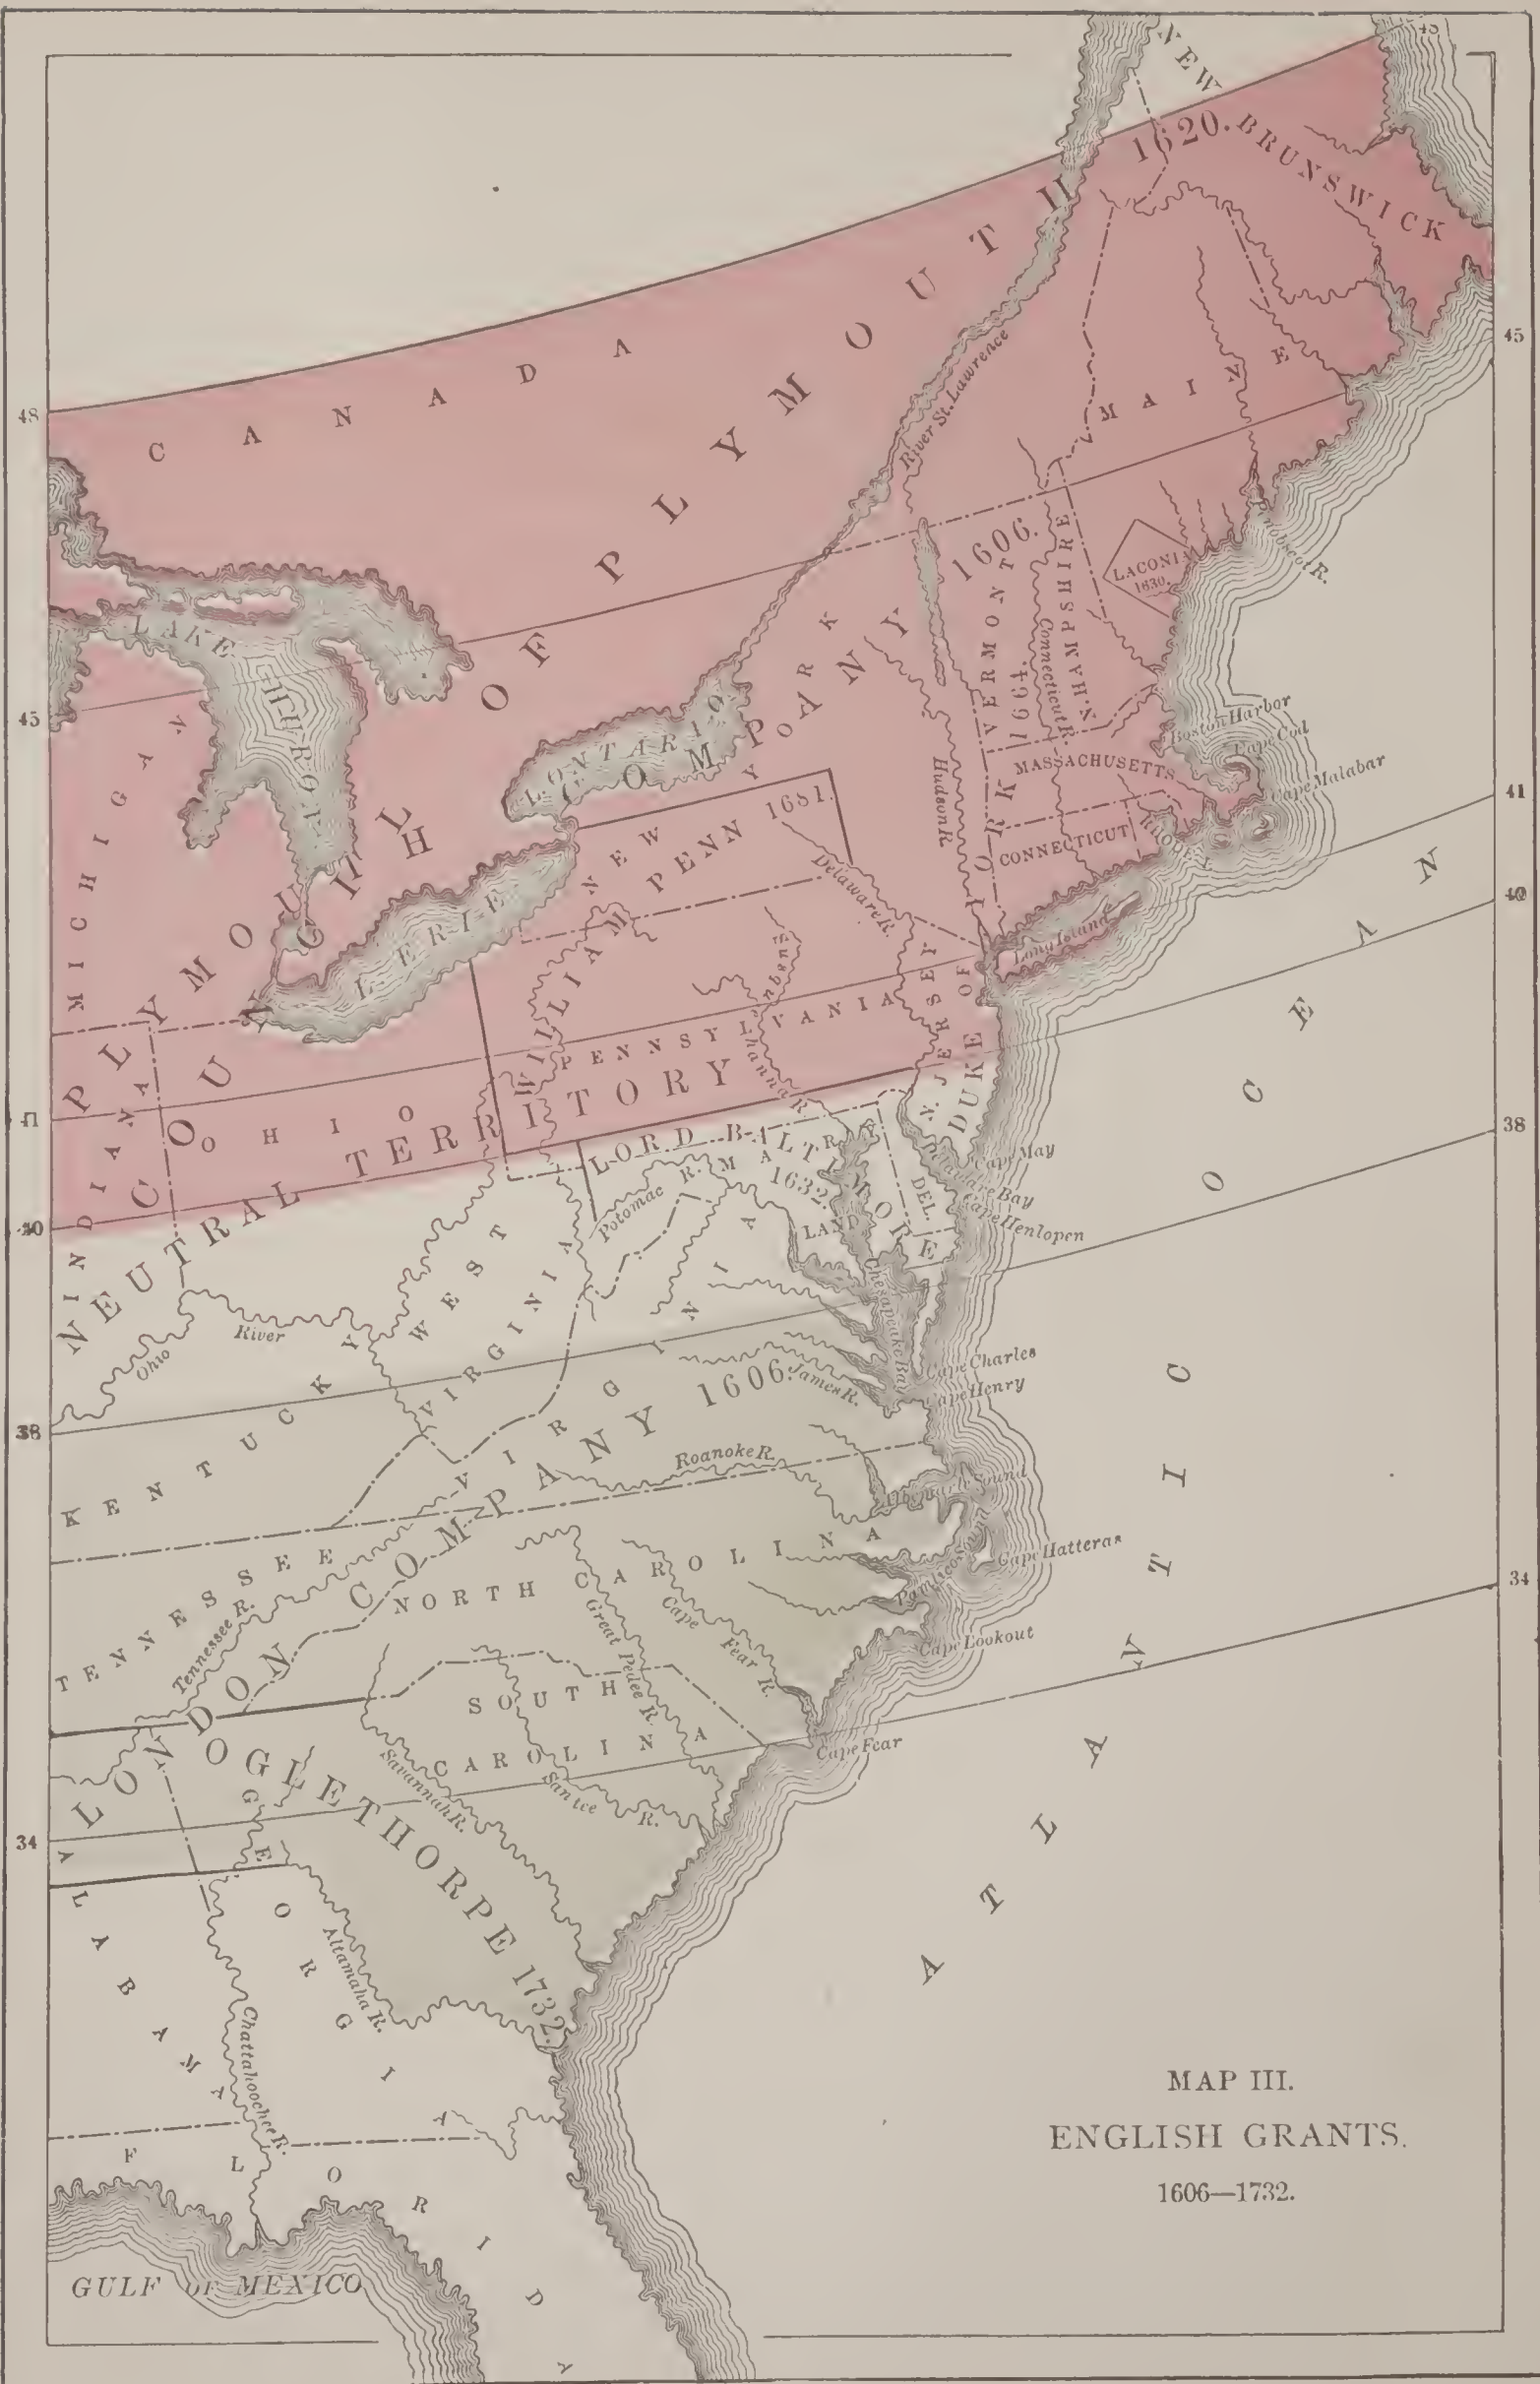 MAP III.
ENGLISH GRANTS.
1606—1732.
NEW BRUNSWICK
1620.
CANADA
COUNCIL OF PLYMOUTH
PLYMOUTH COMPANY
1606.
River St. Lawrence
MAINE
LACONIA
1630.
Penobscot R.
VERMONT
N. HAMPSHIRE
Connecticut R.
1664.
LAKE HURON
L. ONTARIO
L. ERIE
MICHIGAN
NEW YORK
Hudson R.
MASSACHUSETTS
Boston Harbor
Cape Cod
Cape Malabar
CONNECTICUT
RHODE I.
Long Island
DUKE OF YORK
WILLIAM PENN 1681.
Delaware R.
Susquehanna R.
PENNSYLVANIA
N. JERSEY
OHIO
INDIANA
NEUTRAL TERRITORY
LORD BALTIMORE
1632.
MARYLAND
Potomac R.
DEL.
Cape May
Delaware Bay
Cape Henlopen
WEST VIRGINIA
Ohio River
KENTUCKY
VIRGINIA
Chesapeake Bay
Cape Charles
Cape Henry
James R.
LONDON COMPANY 1606.
Roanoke R.
Albemarle Sound
Pamlico Sound
Cape Hatteras
Cape Lookout
TENNESSEE
Tennessee R.
NORTH CAROLINA
Great Pedee R.
Cape Fear R.
SOUTH CAROLINA
Cape Fear
Savannah R.
Santee R.
OGLETHORPE 1732.
GEORGIA
Altamaha R.
ALABAMA
Chattahoochee R.
FLORIDA
GULF OF MEXICO
ATLANTIC OCEAN
48
45
41
40
38
34
45
41
40
38
34